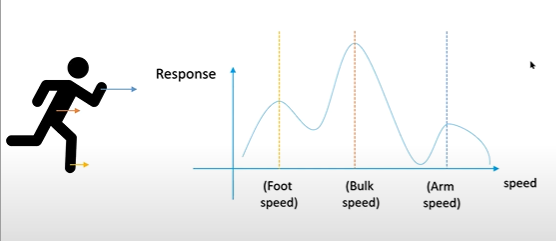 Response
(Foot
speed)
(Bulk
speed)
(Arm
speed)
speed